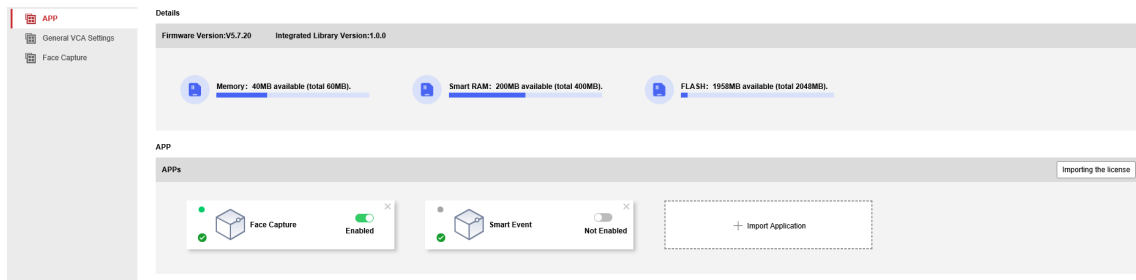 APP
General VCA Settings
Face Capture
Details
Firmware Version:V5.7.20 Integrated Library Version:1.0.0
Memory: 40MB available (total 60MB). Smart RAM: 200MB available (total 400MB). FLASH: 1958MB available (total 2048MB).
APP
APPs Importing the license
Face Capture Enabled
Smart Event Not Enabled
Import Application